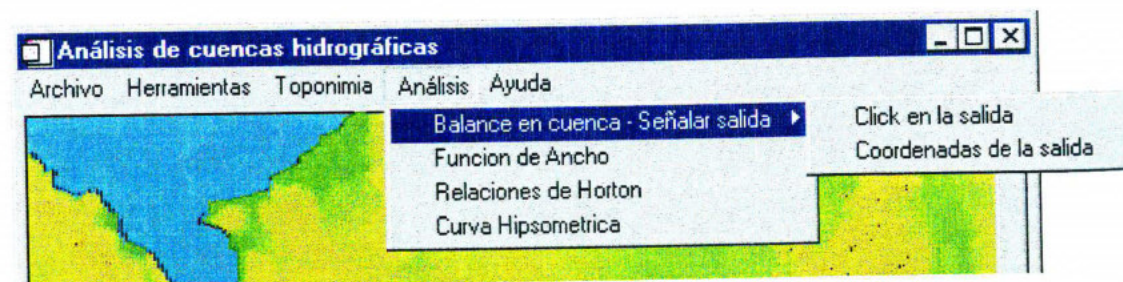 Análisis de cuencas hidrográficas
Archivo Herramientas Toponimia Análisis Ayuda
Balance en cuenca - Señalar salida
Click en la salida
Coordenadas de la salida
Funcion de Ancho
Relaciones de Horton
Curva Hipsometrica